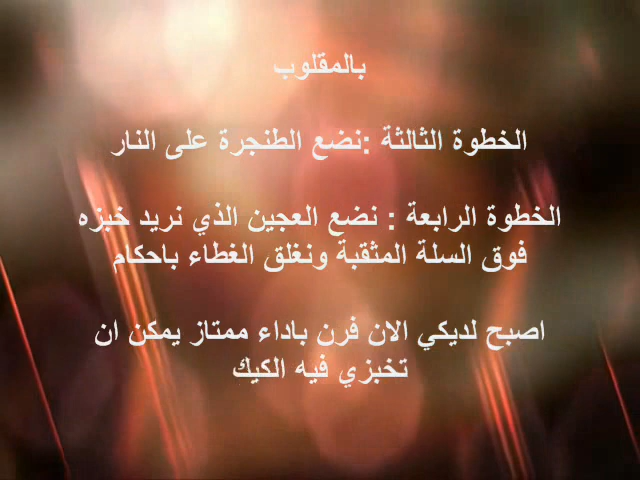 بالمقلوب
الخطوة الثالثة :نضع الطنجرة على النار
الخطوة الرابعة : نضع العجين الذي نريد خبزه
فوق السلة المثقبة ونغلق الغطاء باحكام
اصبح لديكي الان فرن باداء ممتاز يمكن ان
تخبزي فيه الكيك